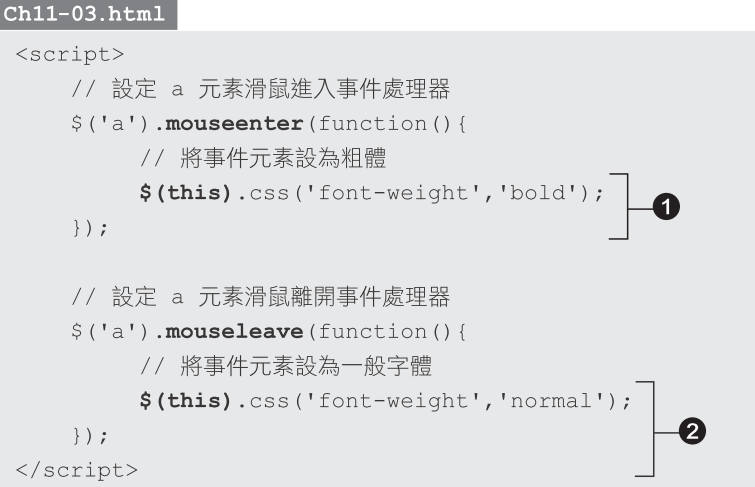 Ch11-03.html
<script>
// 設定 a 元素滑鼠進入事件處理器
$('a').mouseenter(function(){
// 將事件元素設為粗體
$(this).css('font-weight','bold');
❶
});
// 設定 a 元素滑鼠離開事件處理器
$('a').mouseleave(function(){
// 將事件元素設為一般字體
$(this).css('font-weight','normal');
});
❷
</script>